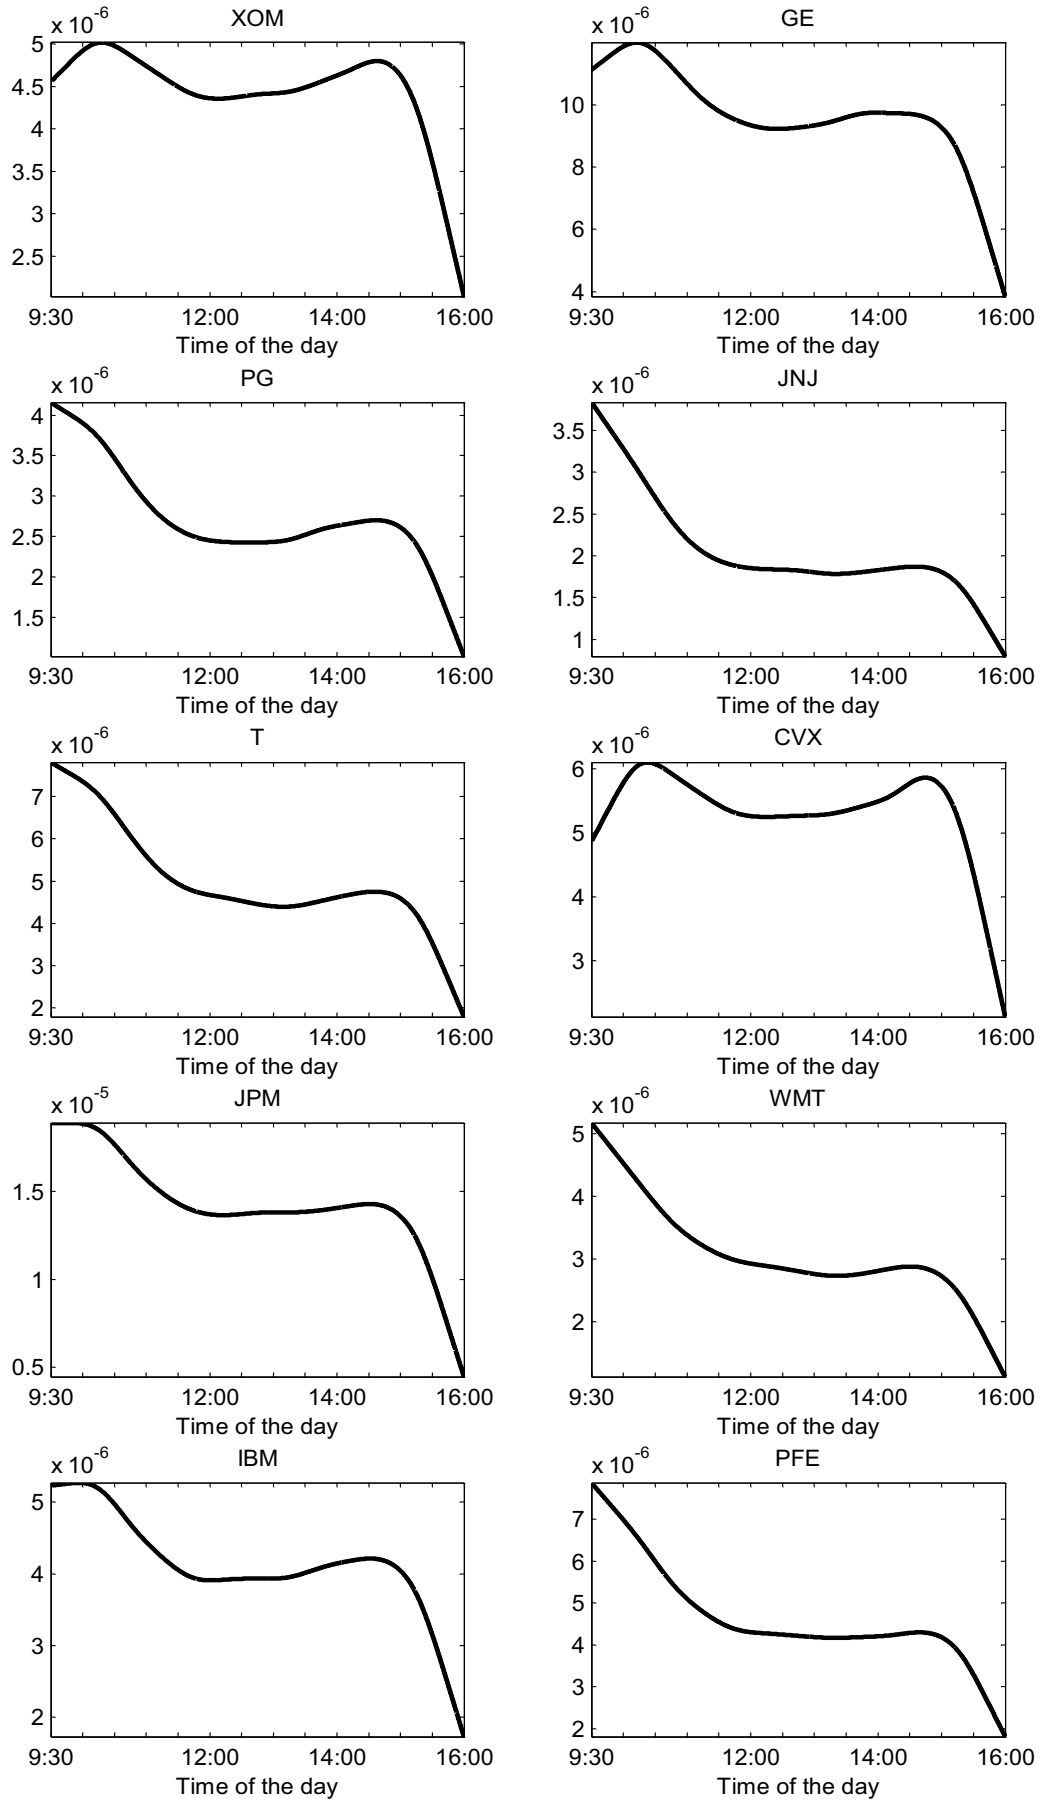 x 10-6 XOM
5
4.5
4
3.5
3
2.5
9:30 12:00 14:00 16:00
Time of the day
x 10-6 GE
10
8
6
4
9:30 12:00 14:00 16:00
Time of the day
x 10-6 PG
4
3.5
3
2.5
2
1.5
9:30 12:00 14:00 16:00
Time of the day
x 10-6 JNJ
3.5
3
2.5
2
1.5
1
9:30 12:00 14:00 16:00
Time of the day
x 10-6 T
7
6
5
4
3
2
9:30 12:00 14:00 16:00
Time of the day
x 10-6 CVX
6
5
4
3
9:30 12:00 14:00 16:00
Time of the day
x 10-5 JPM
1.5
1
0.5
9:30 12:00 14:00 16:00
Time of the day
x 10-6 WMT
5
4
3
2
9:30 12:00 14:00 16:00
Time of the day
x 10-6 IBM
5
4
3
2
9:30 12:00 14:00 16:00
Time of the day
x 10-6 PFE
7
6
5
4
3
2
9:30 12:00 14:00 16:00
Time of the day